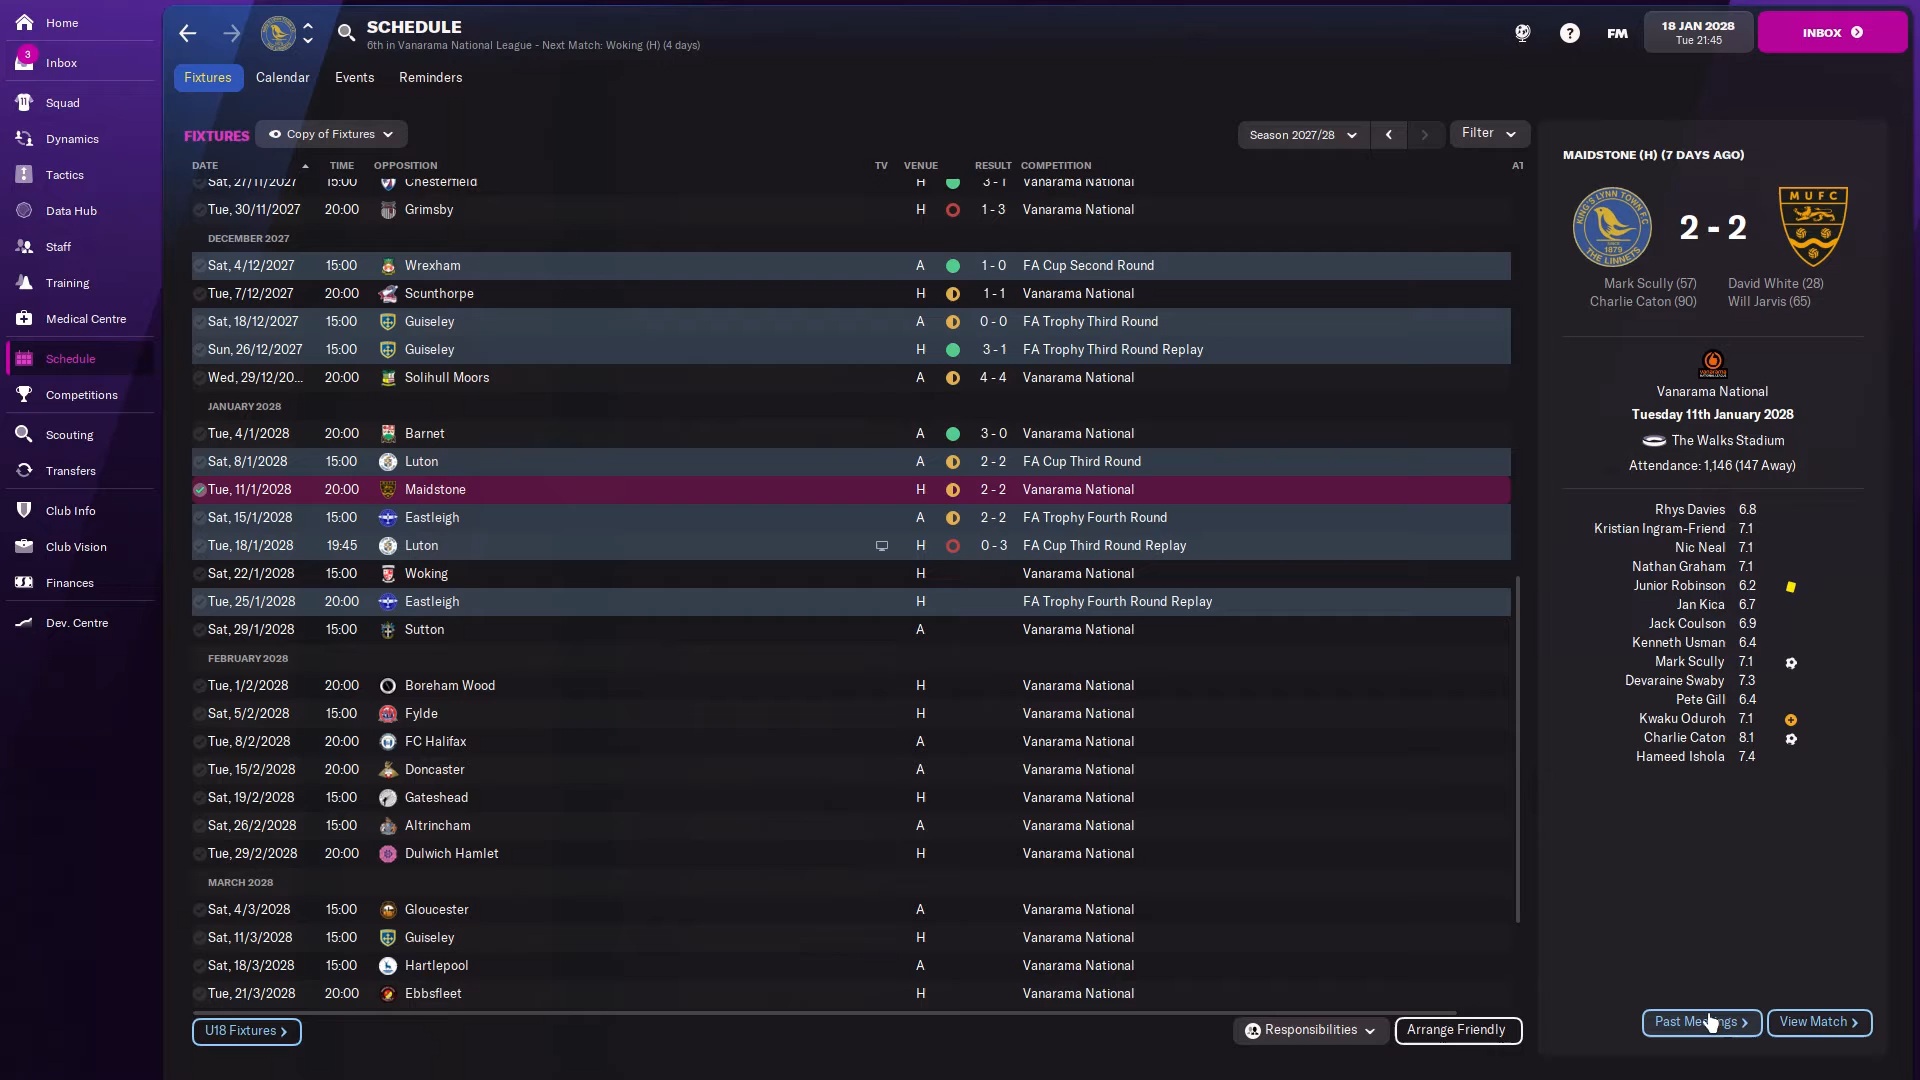 Home
3
Inbox
Squad
Dynamics
Tactics
Data Hub
Staff
Training
Medical Centre
Schedule
Competitions
Scouting
Transfers
Club Info
Club Vision
Finances
Dev. Centre
SCHEDULE
6th in Vanarama National League - Next Match: Woking (H) (4 days)
FM
18 JAN 2028
Tue 21:45
INBOX
Fixtures Calendar Events Reminders
FIXTURES Copy of Fixtures Season 2027/28 Filter
DATE TIME OPPOSITION TV VENUE RESULT COMPETITION AT
Sat, 27/11/2027 15:00 Chesterfield H 3 - 1 Vanarama National
Tue, 30/11/2027 20:00 Grimsby H 1 - 3 Vanarama National
DECEMBER 2027
Sat, 4/12/2027 15:00 Wrexham A 1 - 0 FA Cup Second Round
Tue, 7/12/2027 20:00 Scunthorpe H 1 - 1 Vanarama National
Sat, 18/12/2027 15:00 Guiseley A 0 - 0 FA Trophy Third Round
Sun, 26/12/2027 15:00 Guiseley H 3 - 1 FA Trophy Third Round Replay
Wed, 29/12/20... 20:00 Solihull Moors A 4 - 4 Vanarama National
JANUARY 2028
Tue, 4/1/2028 20:00 Barnet A 3 - 0 Vanarama National
Sat, 8/1/2028 15:00 Luton A 2 - 2 FA Cup Third Round
Tue, 11/1/2028 20:00 Maidstone H 2 - 2 Vanarama National
Sat, 15/1/2028 15:00 Eastleigh A 2 - 2 FA Trophy Fourth Round
Tue, 18/1/2028 19:45 Luton H 0 - 3 FA Cup Third Round Replay
Sat, 22/1/2028 15:00 Woking H Vanarama National
Tue, 25/1/2028 20:00 Eastleigh H FA Trophy Fourth Round Replay
Sat, 29/1/2028 15:00 Sutton A Vanarama National
FEBRUARY 2028
Tue, 1/2/2028 20:00 Boreham Wood H Vanarama National
Sat, 5/2/2028 15:00 Fylde H Vanarama National
Tue, 8/2/2028 20:00 FC Halifax A Vanarama National
Tue, 15/2/2028 20:00 Doncaster A Vanarama National
Sat, 19/2/2028 15:00 Gateshead H Vanarama National
Sat, 26/2/2028 15:00 Altrincham A Vanarama National
Tue, 29/2/2028 20:00 Dulwich Hamlet H Vanarama National
MARCH 2028
Sat, 4/3/2028 15:00 Gloucester A Vanarama National
Sat, 11/3/2028 15:00 Guiseley H Vanarama National
Sat, 18/3/2028 15:00 Hartlepool A Vanarama National
Tue, 21/3/2028 20:00 Ebbsfleet H Vanarama National
U18 Fixtures Responsibilities Arrange Friendly
MAIDSTONE (H) (7 DAYS AGO)
KING'S LYNN TOWN F.C.
SINCE
1879
THE LINNETS
2 - 2
MUFC
Mark Scully (57) David White (28)
Charlie Caton (90) Will Jarvis (65)
Vanarama National
Tuesday 11th January 2028
The Walks Stadium
Attendance: 1,146 (147 Away)
Rhys Davies 6.8
Kristian Ingram-Friend 7.1
Nic Neal 7.1
Nathan Graham 7.1
Junior Robinson 6.2
Jan Kica 6.7
Jack Coulson 6.9
Kenneth Usman 6.4
Mark Scully 7.1
Devaraine Swaby 7.3
Pete Gill 6.4
Kwaku Oduroh 7.1
Charlie Caton 8.1
Hameed Ishola 7.4
Past Meetings View Match